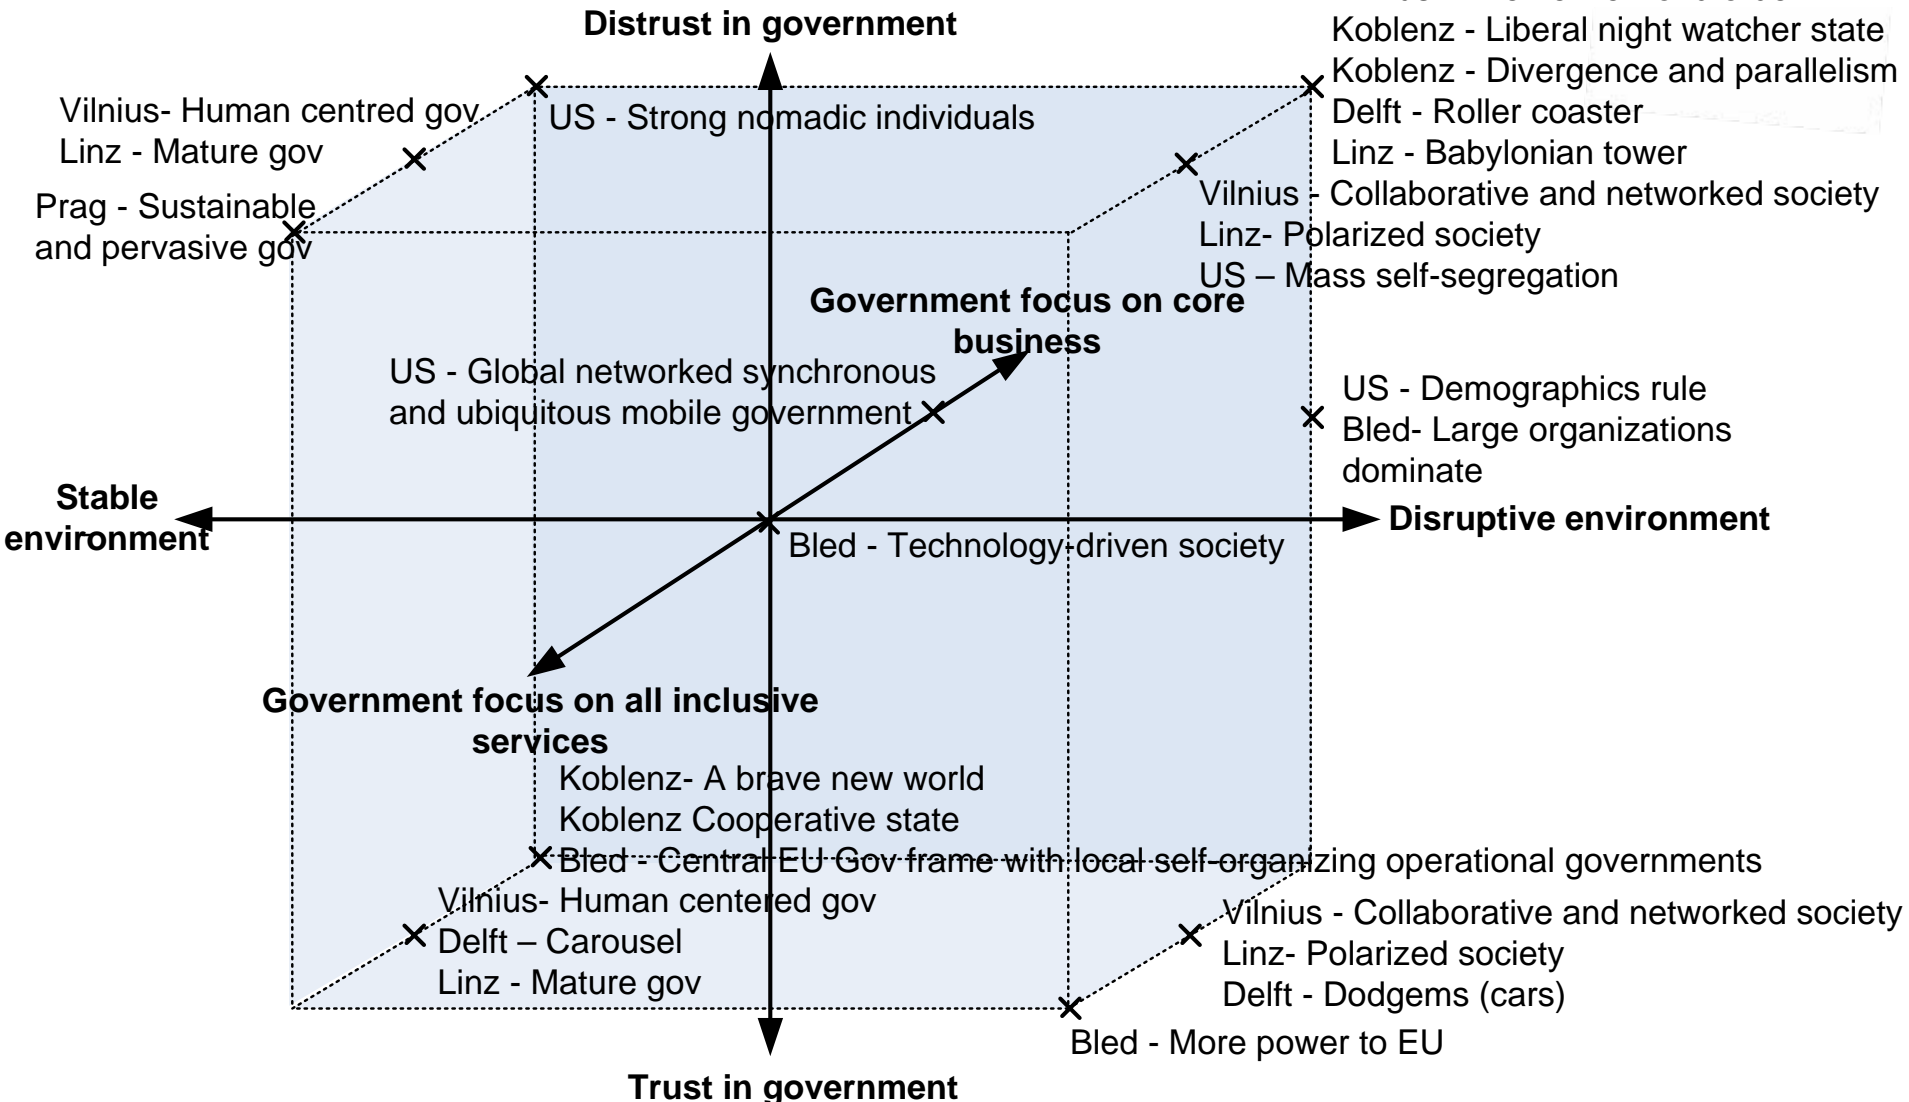 Distrust in government
Koblenz - Liberal night watcher state
Koblenz - Divergence and parallelism
Delft - Roller coaster
Linz - Babylonian tower
Vilnius- Human centred gov
Linz - Mature gov
US - Strong nomadic individuals
Prag - Sustainable
and pervasive gov
Vilnius - Collaborative and networked society
Linz- Polarized society
US – Mass self-segregation
Government focus on core
business
US - Global networked synchronous
and ubiquitous mobile government
US - Demographics rule
Bled- Large organizations
dominate
Stable
environment
Disruptive environment
Bled - Technology-driven society
Government focus on all inclusive
services
Koblenz- A brave new world
Koblenz Cooperative state
Bled - Central EU Gov frame with local self-organizing operational governments
Vilnius- Human centered gov
Delft – Carousel
Linz - Mature gov
Vilnius - Collaborative and networked society
Linz- Polarized society
Delft - Dodgems (cars)
Bled - More power to EU
Trust in government